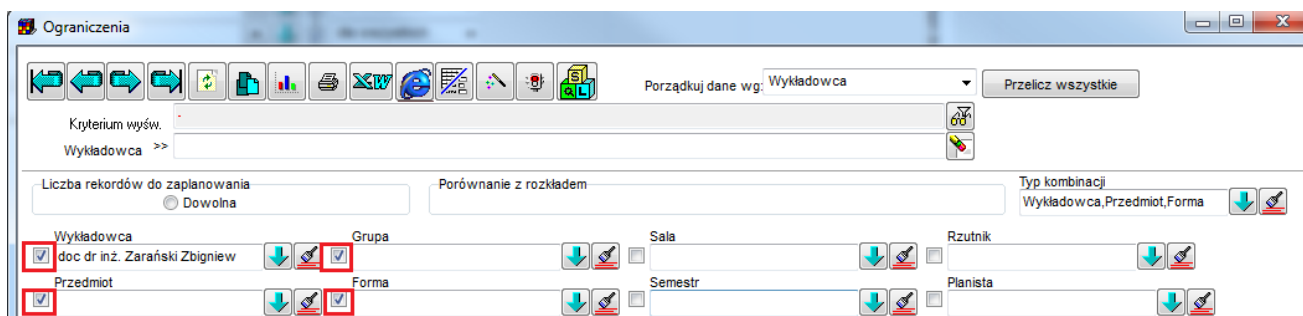 Ograniczenia
Porządkuj dane wg: Wykładowca Przelicz wszystkie
Kryterium wyśw.
Wykładowca >>
Liczba rekordów do zaplanowania Porównanie z rozkładem Typ kombinacji
Dowolna Wykładowca,Przedmiot,Forma
Wykładowca Grupa Sala Rzutnik
doc dr inż. Zarański Zbigniew
Przedmiot Forma Semestr Planista